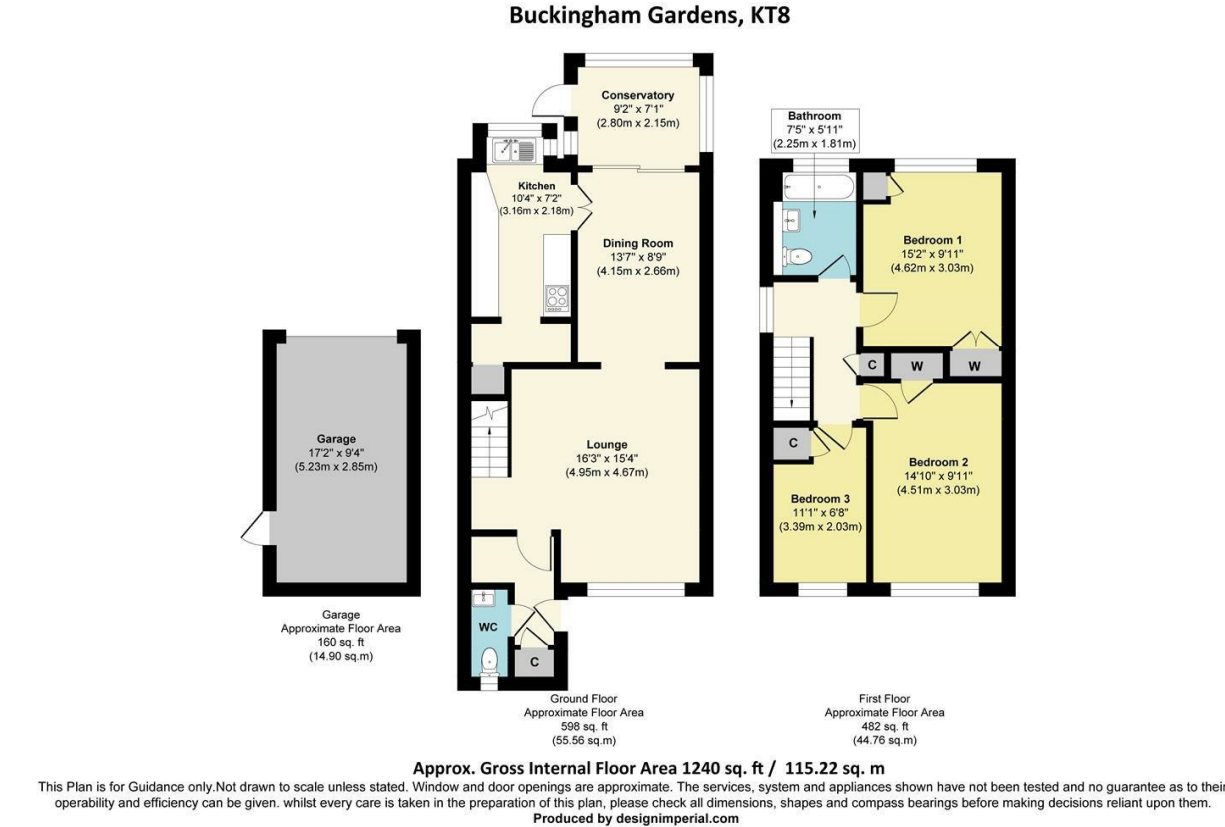 Buckingham Gardens, KT8
Conservatory
9'2" x 7'1"
(2.80m x 2.15m)
Kitchen
10'4" x 7'2"
(3.16m x 2.18m)
Dining Room
13'7" x 8'9"
(4.15m x 2.66m)
Lounge
16'3" x 15'4"
(4.95m x 4.67m)
WC
C
Ground Floor
Approximate Floor Area
598 sq. ft
(55.56 sq.m)
Garage
17'2" x 9'4"
(5.23m x 2.85m)
Garage
Approximate Floor Area
160 sq. ft
(14.90 sq.m)
Bathroom
7'5" x 5'11"
(2.25m x 1.81m)
Bedroom 1
15'2" x 9'11"
(4.62m x 3.03m)
C
W
W
C
Bedroom 2
14'10" x 9'11"
(4.51m x 3.03m)
Bedroom 3
11'1" x 6'8"
(3.39m x 2.03m)
First Floor
Approximate Floor Area
482 sq. ft
(44.76 sq.m)
Approx. Gross Internal Floor Area 1240 sq. ft / 115.22 sq. m
This Plan is for Guidance only.Not drawn to scale unless stated. Window and door openings are approximate. The services, system and appliances shown have not been tested and no guarantee as to their
operability and efficiency can be given. whilst every care is taken in the preparation of this plan, please check all dimensions, shapes and compass bearings before making decisions reliant upon them.
Produced by designimperial.com